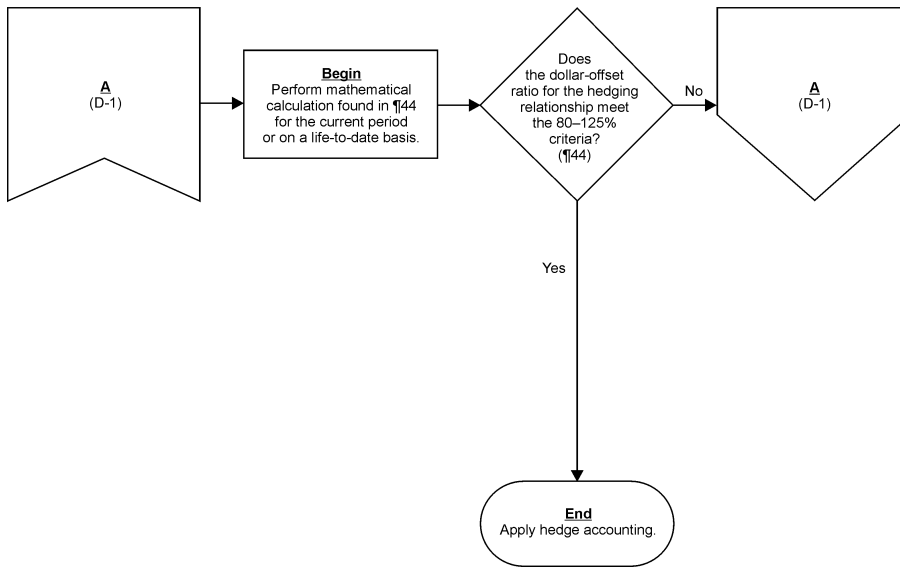 A
(D-1)
Begin
Perform mathematical
calculation found in ¶44
for the current period
or on a life-to-date basis.
Does
the dollar-offset
ratio for the hedging
relationship meet
the 80–125%
criteria?
(¶44)
No
A
(D-1)
Yes
End
Apply hedge accounting.